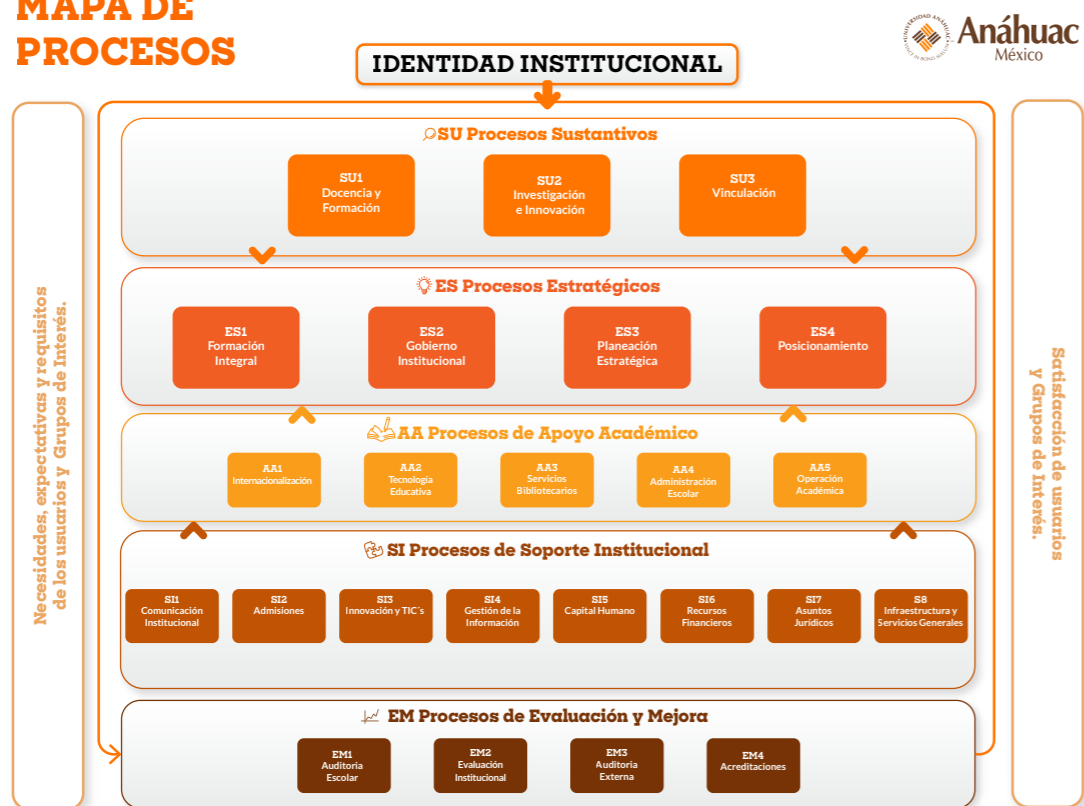 MAPA DE
PROCESOS
Anáhuac
México
IDENTIDAD INSTITUCIONAL
Necesidades, expectativas y requisitos
de los usuarios y Grupos de Interés.
SU Procesos Sustantivos
SU1
Docencia y
Formación
SU2
Investigación
e Innovación
SU3
Vinculación
ES Procesos Estratégicos
ES1
Formación
Integral
ES2
Gobierno
Institucional
ES3
Planeación
Estratégica
ES4
Posicionamiento
AA Procesos de Apoyo Académico
AA1
Internacionalización
AA2
Tecnología
Educativa
AA3
Servicios
Bibliotecarios
AA4
Administración
Escolar
AA5
Operación
Académica
SI Procesos de Soporte Institucional
SI1
Comunicación
Institucional
SI2
Admisiones
SI3
Innovación y TIC´s
SI4
Gestión de la
Información
SI5
Capital Humano
SI6
Recursos
Financieros
SI7
Asuntos
Jurídicos
S8
Infraestructura y
Servicios Generales
EM Procesos de Evaluación y Mejora
EM1
Auditoria
Escolar
EM2
Evaluación
Institucional
EM3
Auditoria
Externa
EM4
Acreditaciones
Satisfacción de usuarios
y Grupos de Interés.